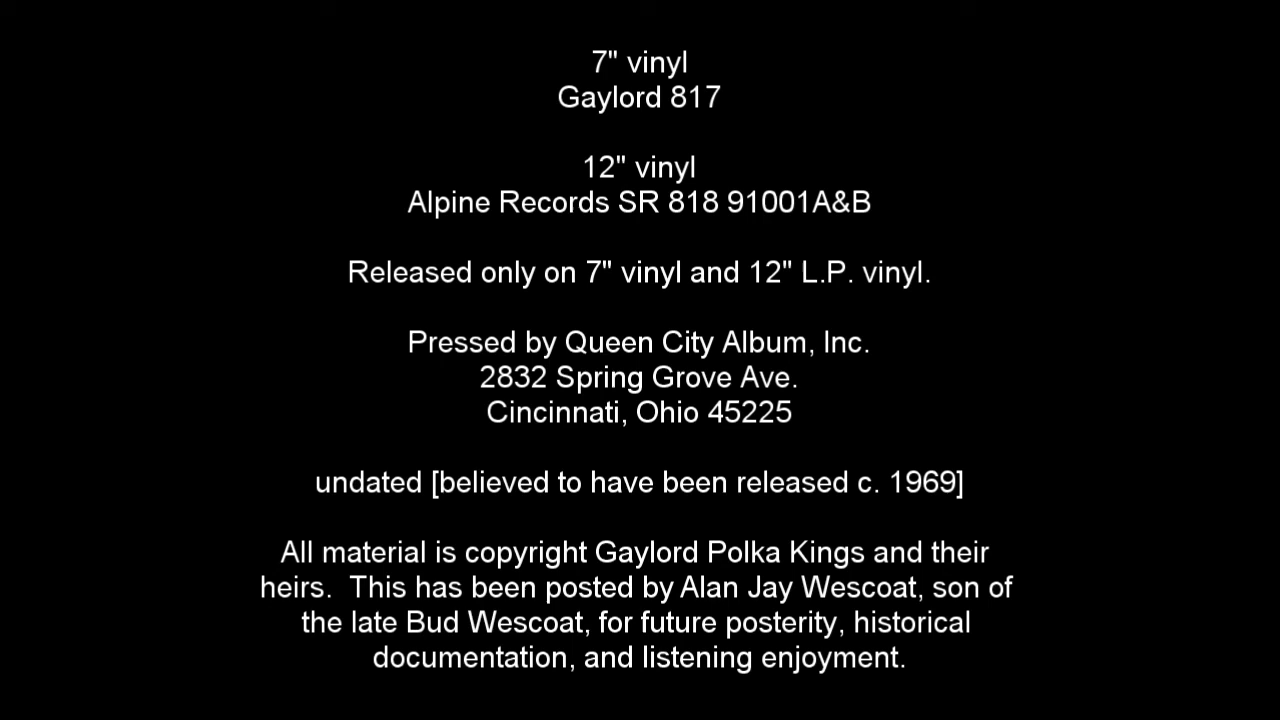 7" vinyl
Gaylord 817
12" vinyl
Alpine Records SR 818 91001A&B
Released only on 7" vinyl and 12" L.P. vinyl.
Pressed by Queen City Album, Inc.
2832 Spring Grove Ave.
Cincinnati, Ohio 45225
undated [believed to have been released c. 1969]
All material is copyright Gaylord Polka Kings and their
heirs.  This has been posted by Alan Jay Wescoat, son of
the late Bud Wescoat, for future posterity, historical
documentation, and listening enjoyment.